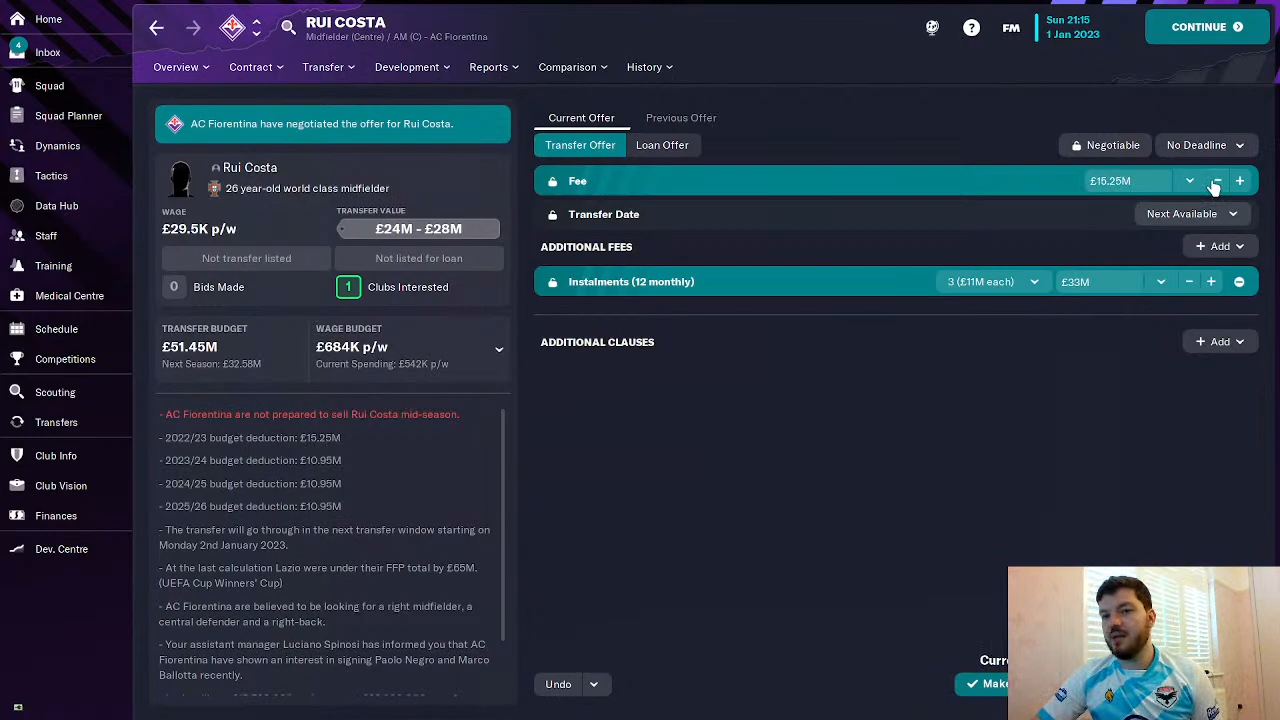 Home
RUI COSTA
Midfielder (Centre) / AM (C) - AC Fiorentina
?
FM
Sun 21:15
1 Jan 2023
CONTINUE
4
Inbox
Overview
Contract
Transfer
Development
Reports
Comparison
History
11
Squad
Data Hub
Squad Planner
Dynamics
Tactics
Staff
Training
Medical Centre
Schedule
Competitions
Scouting
Transfers
Club Info
Club Vision
Finances
Dev. Centre
AC Fiorentina have negotiated the offer for Rui Costa.
Rui Costa
26 year-old world class midfielder
WAGE
TRANSFER VALUE
£29.5K p/w
£24M - £28M
Not transfer listed
Not listed for loan
0
Bids Made
1
Clubs Interested
TRANSFER BUDGET
WAGE BUDGET
£51.45M
£684K p/w
Next Season: £32.58M
Current Spending: £542K p/w
- AC Fiorentina are not prepared to sell Rui Costa mid-season.
- 2022/23 budget deduction: £15.25M
- 2023/24 budget deduction: £10.95M
- 2024/25 budget deduction: £10.95M
- 2025/26 budget deduction: £10.95M
- The transfer will go through in the next transfer window starting on
Monday 2nd January 2023.
- At the last calculation Lazio were under their FFP total by £65M.
(UEFA Cup Winners' Cup)
- AC Fiorentina are believed to be looking for a right midfielder, a
central defender and a right-back.
- Your assistant manager Luciano Spinosi has informed you that AC
Fiorentina have shown an interest in signing Paolo Negro and Marco
Ballotta recently.
Current Offer
Previous Offer
Transfer Offer
Loan Offer
Negotiable
No Deadline
Fee
£15.25M
- +
Transfer Date
Next Available
ADDITIONAL FEES
+ Add
Instalments (12 monthly)
3 (£11M each)
£33M
- +
ADDITIONAL CLAUSES
+ Add
Undo
Curre
Make